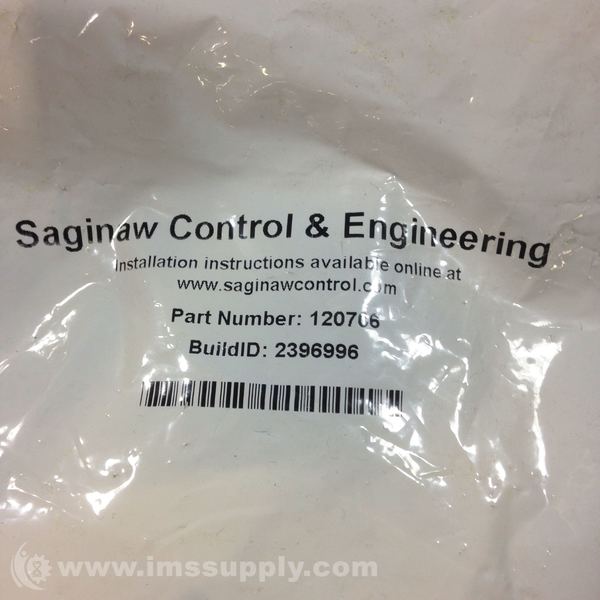 Saginaw Control & Engineering
Installation instructions available online at
www.saginawcontrol.com
Part Number: 120706
BuildID: 2396996
www.imssupply.com